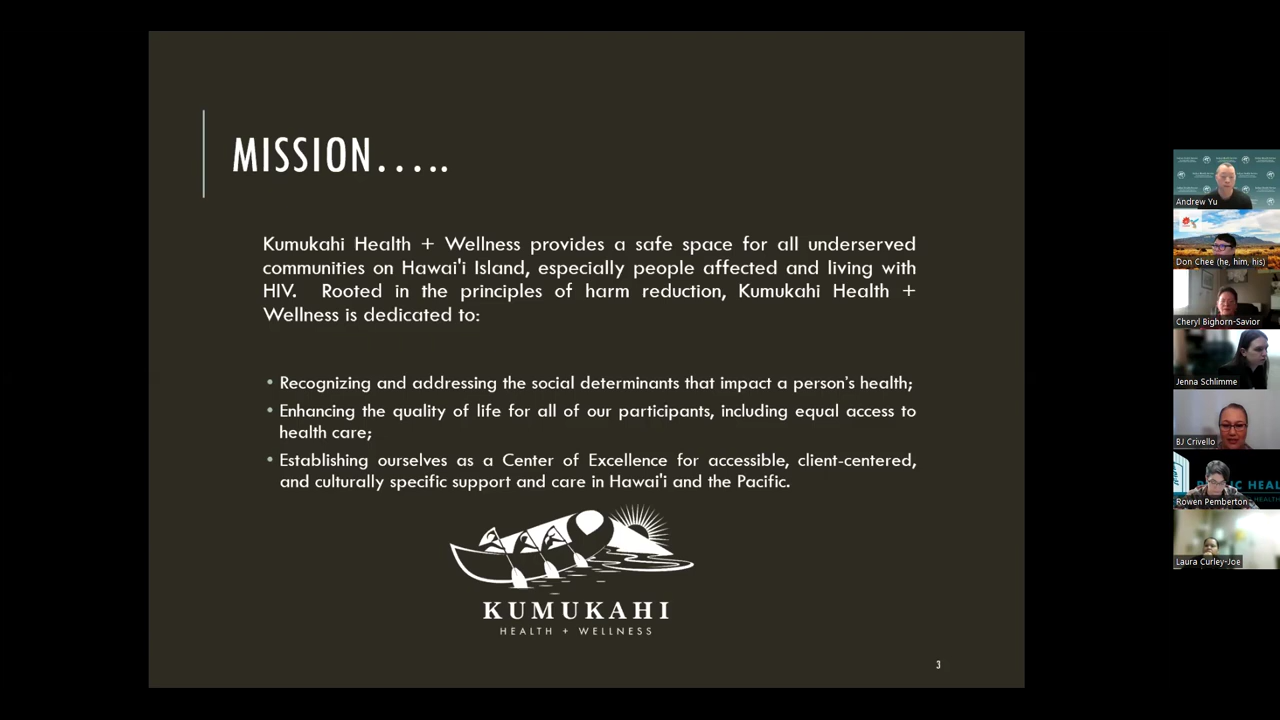 MISSION.....
Kumukahi Health + Wellness provides a safe space for all underserved
communities on Hawai'i Island, especially people affected and living with
HIV. Rooted in the principles of harm reduction, Kumukahi Health +
Wellness is dedicated to:
• Recognizing and addressing the social determinants that impact a person's health;
• Enhancing the quality of life for all of our participants, including equal access to
health care;
• Establishing ourselves as a Center of Excellence for accessible, client-centered,
and culturally specific support and care in Hawai'i and the Pacific.
KUMUKAHI
HEALTH + WELLNESS
3
Andrew Yu
Don Chee (he, him, his)
Cheryl Bighorn-Savior
Jenna Schlimme
BJ Crivello
Rowen Pemberton
Laura Curley-Joe